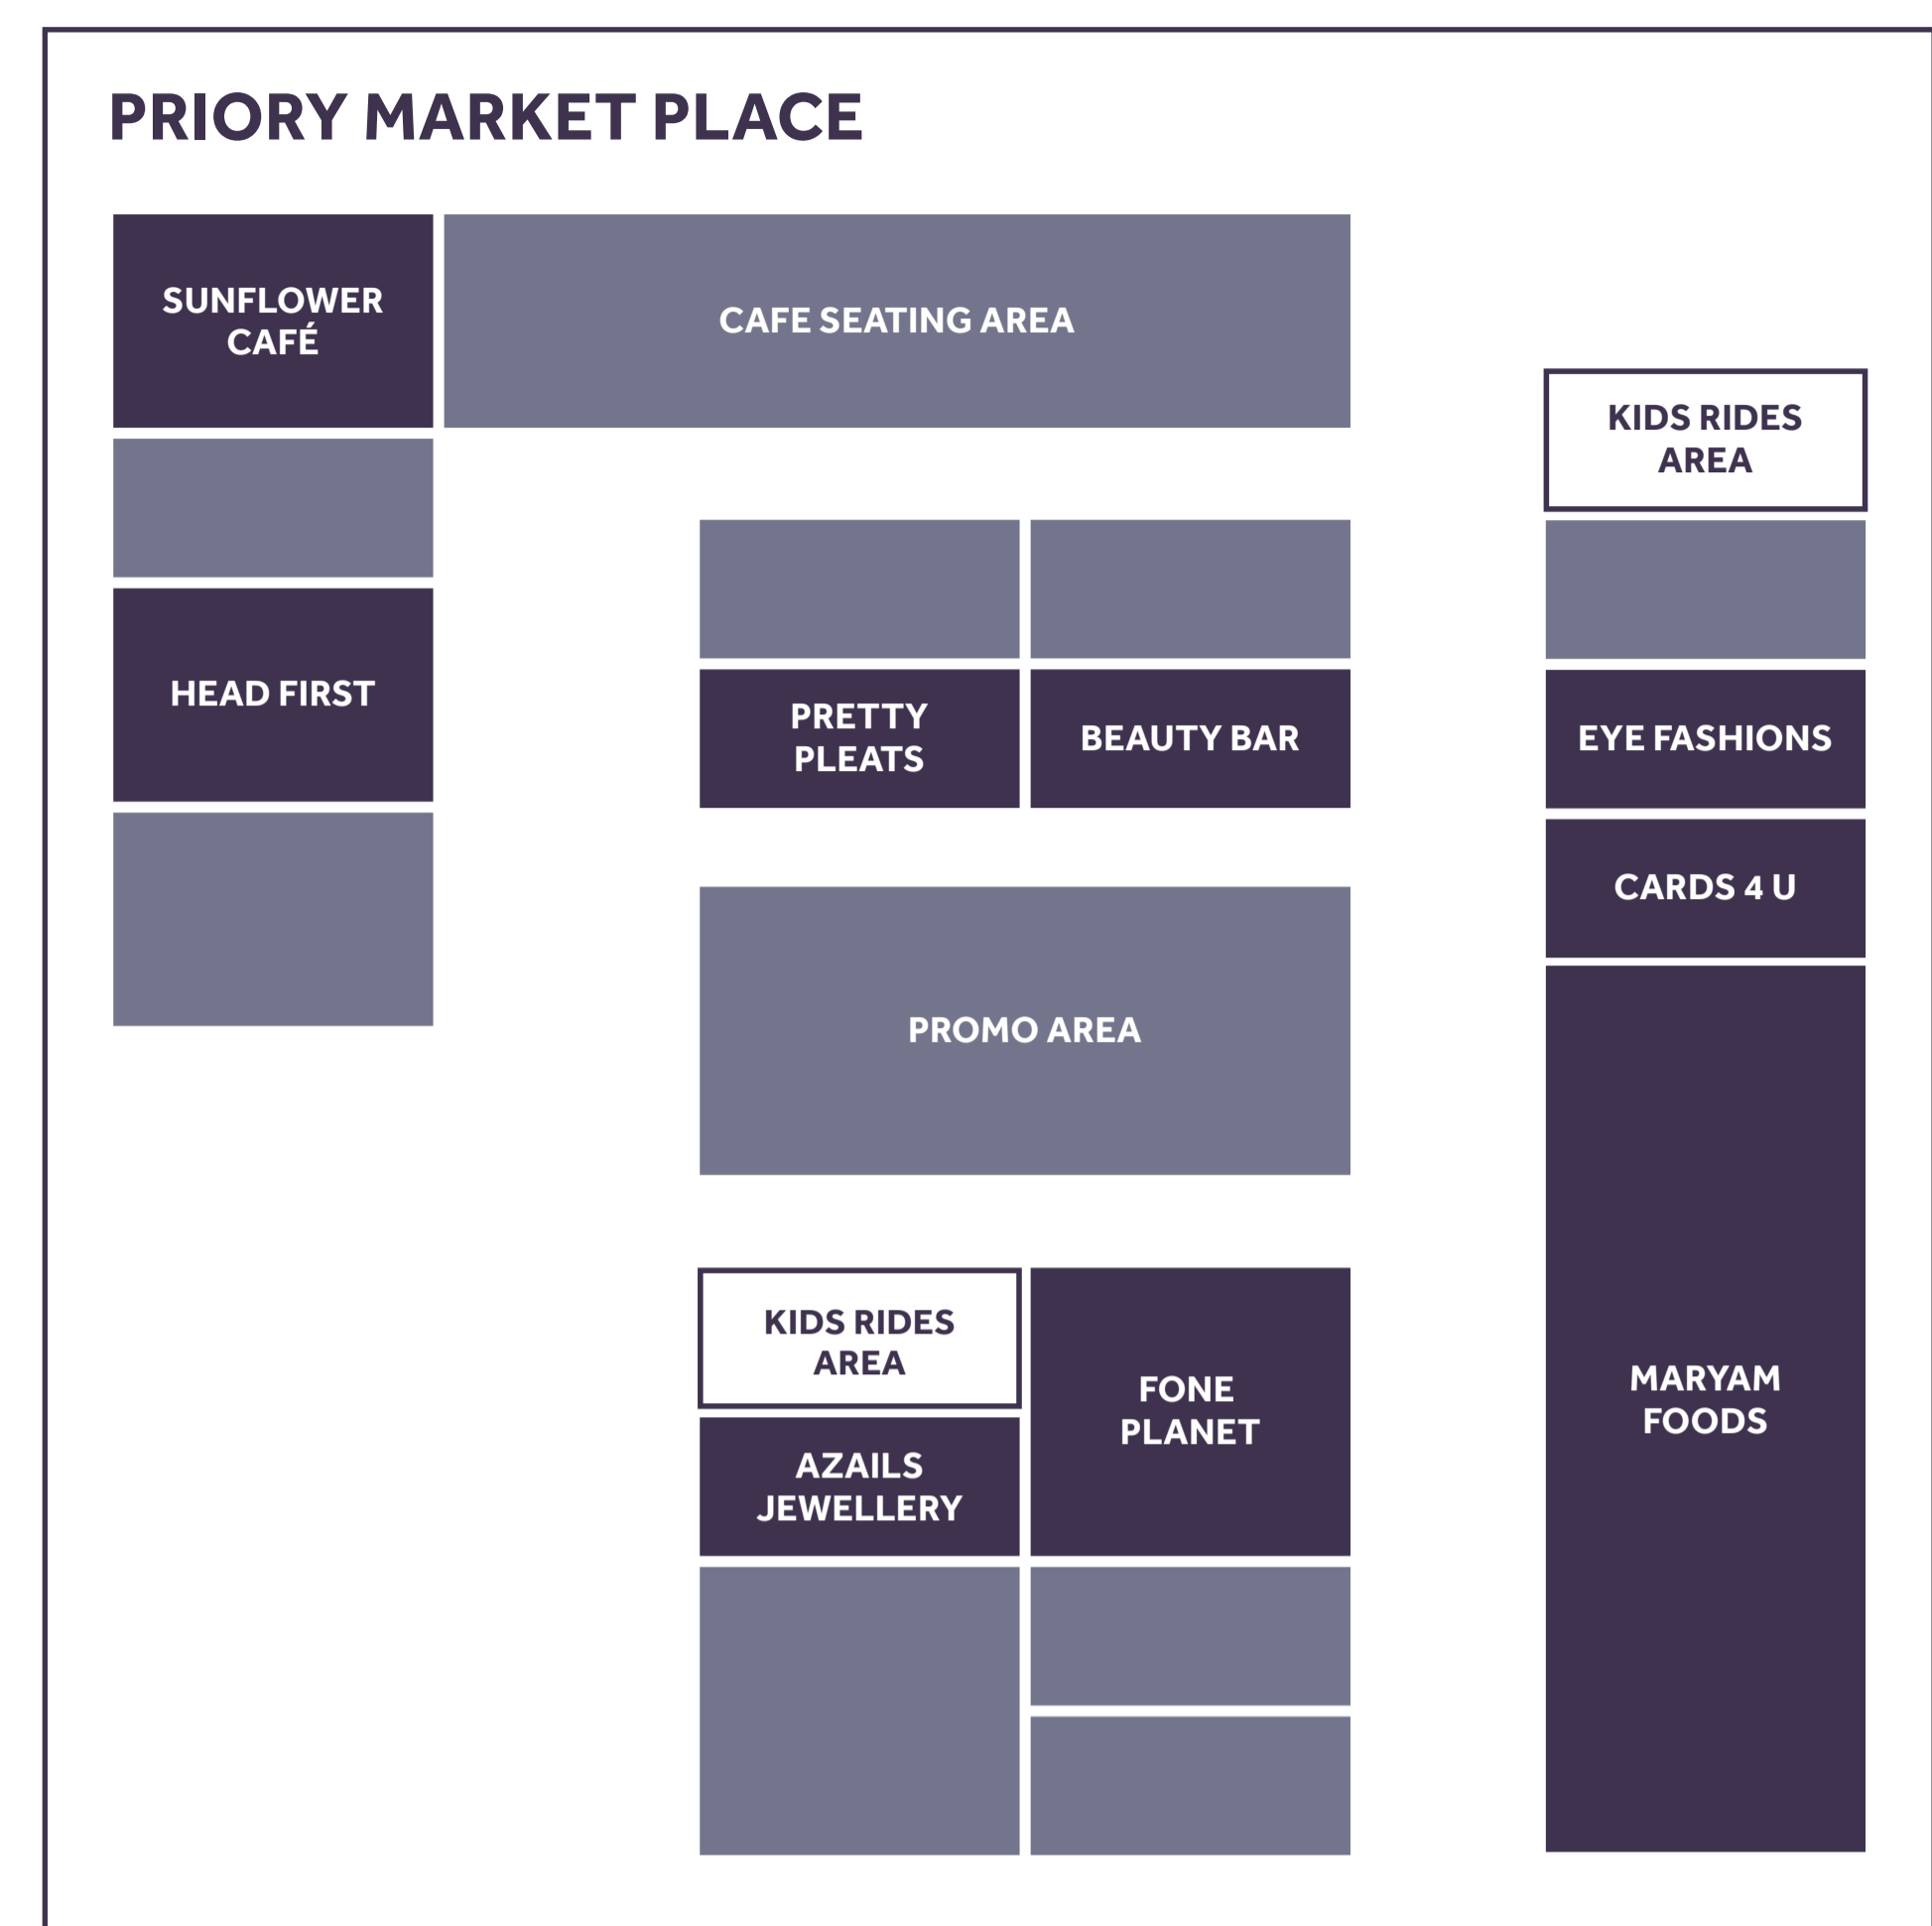 PRIORY MARKET PLACE
SUNFLOWER
CAFÉ
CAFE SEATING AREA
KIDS RIDES
AREA
HEAD FIRST
PRETTY
PLEATS
BEAUTY BAR
EYE FASHIONS
CARDS 4 U
PROMO AREA
KIDS RIDES
AREA
FONE
PLANET
MARYAM
FOODS
AZAILS
JEWELLERY